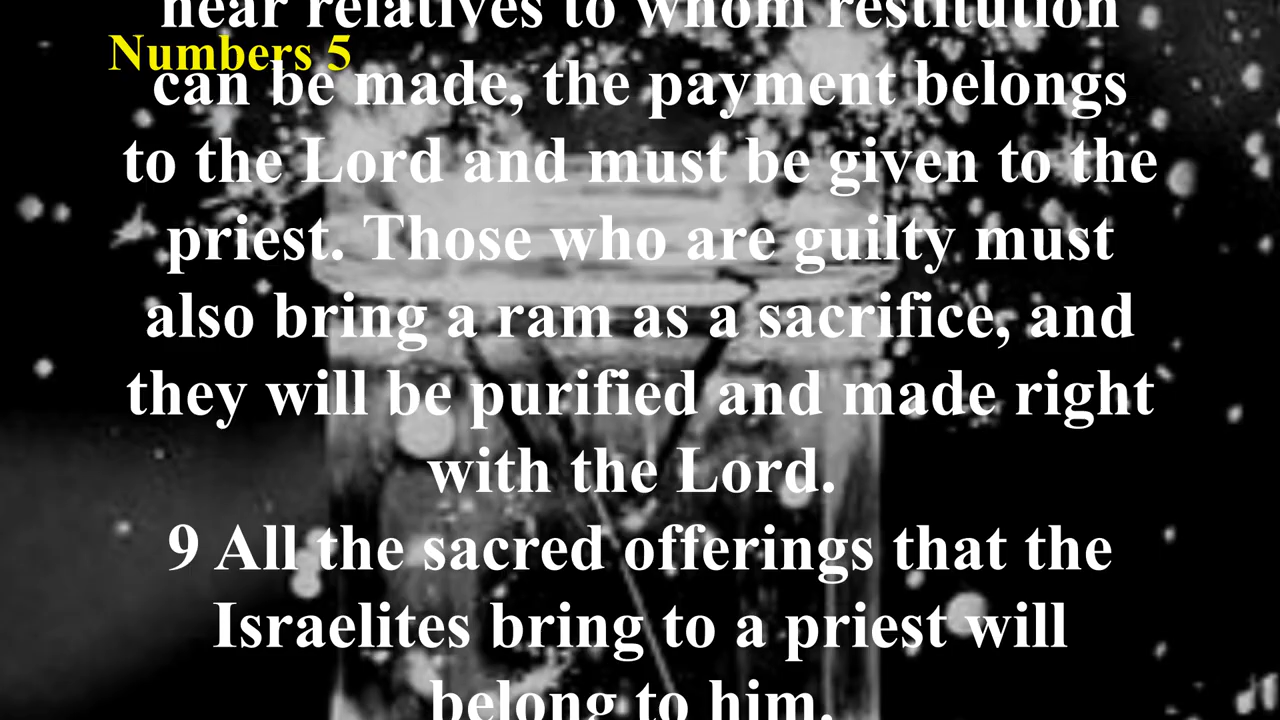 near relatives to whom restitution
Numbers 5
can be made, the payment belongs
to the Lord and must be given to the
priest. Those who are guilty must
also bring a ram as a sacrifice, and
they will be purified and made right
with the Lord.
9 All the sacred offerings that the
Israelites bring to a priest will
belong to him.